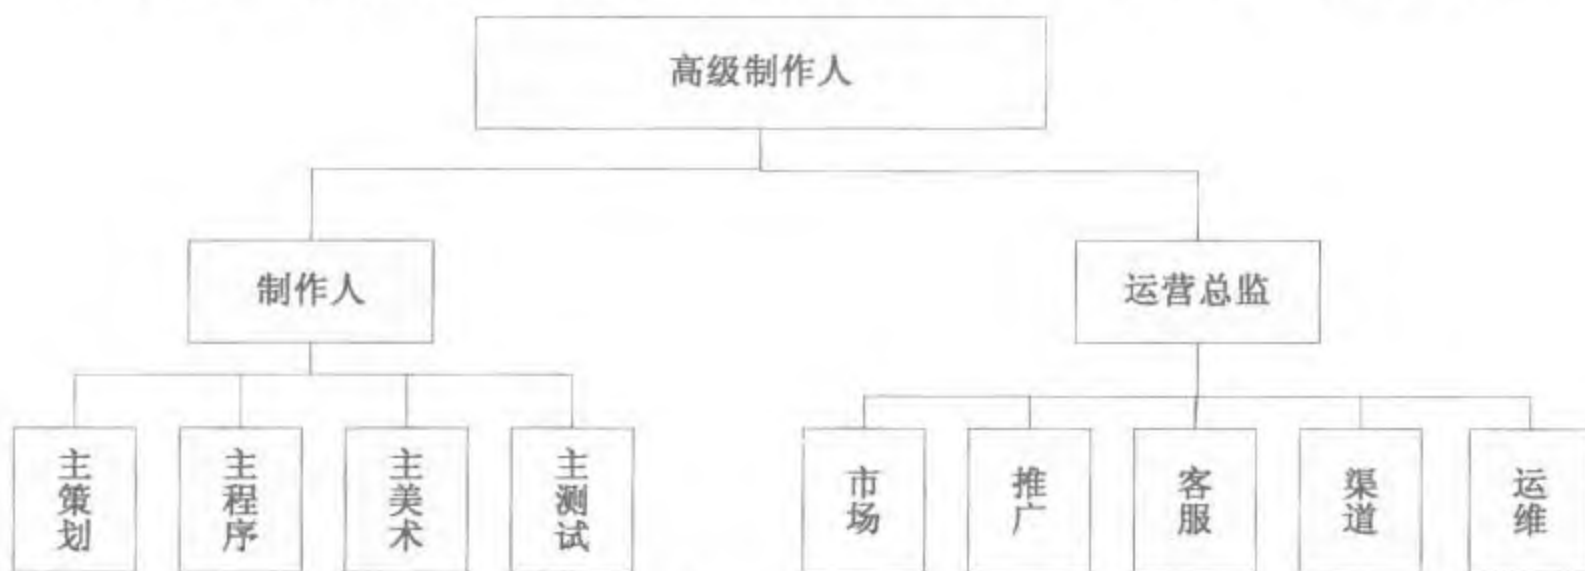 高级制作人
制作人
运营总监
主策划
主程序
主美术
主测试
市场
推广
客服
渠道
运维